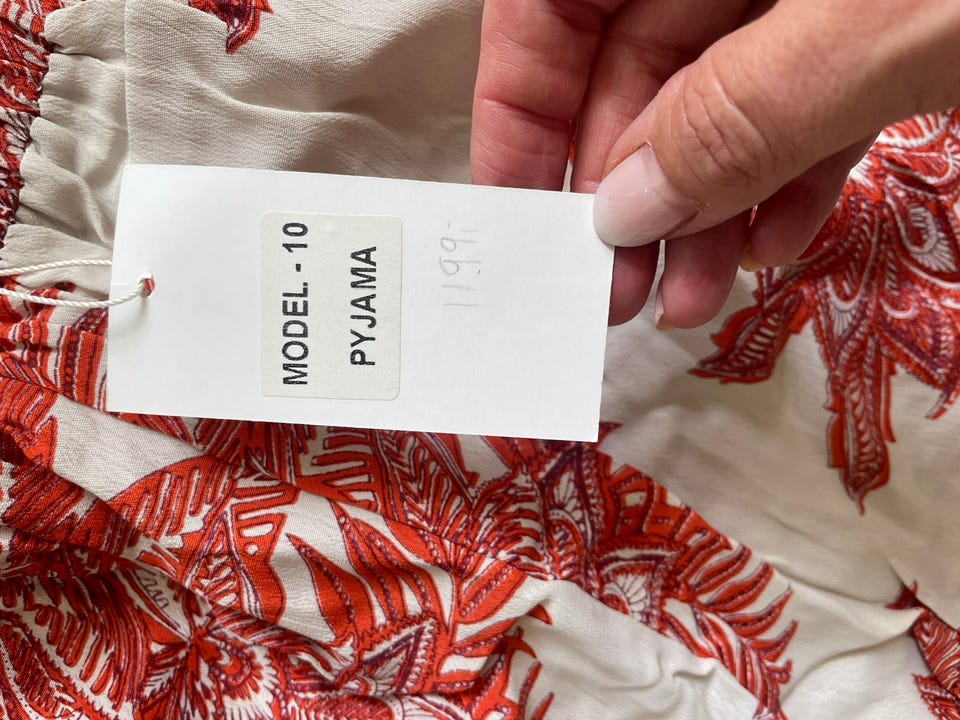 MODEL. - 10
PYJAMA
1199:-